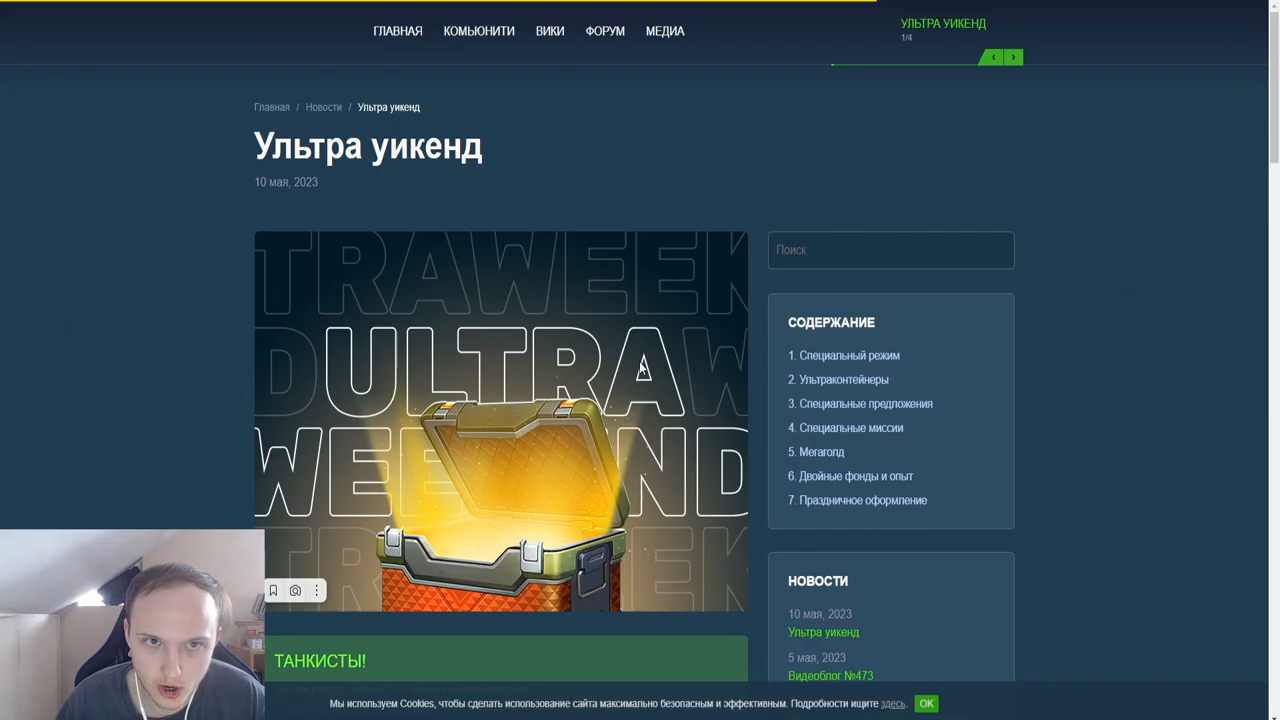 ГЛАВНАЯ КОМЬЮНИТИ ВИКИ ФОРУМ МЕДИА
УЛЬТРА УИКЕНД
1/4
Главная / Новости / Ультра уикенд
Ультра уикенд
10 мая, 2023
TRAWEEK
DULTRAW
WEEKEND
TRA WEEK
Поиск
СОДЕРЖАНИЕ
1. Специальный режим
2. Ультраконтейнеры
3. Специальные предложения
4. Специальные миссии
5. Мегаголд
6. Двойные фонды и опыт
7. Праздничное оформление
НОВОСТИ
10 мая, 2023
Ультра уикенд
5 мая, 2023
Видеоблог №473
ТАНКИСТЫ!
Мы используем Cookies, чтобы сделать использование сайта максимально безопасным и эффективным. Подробности ищите здесь. OK